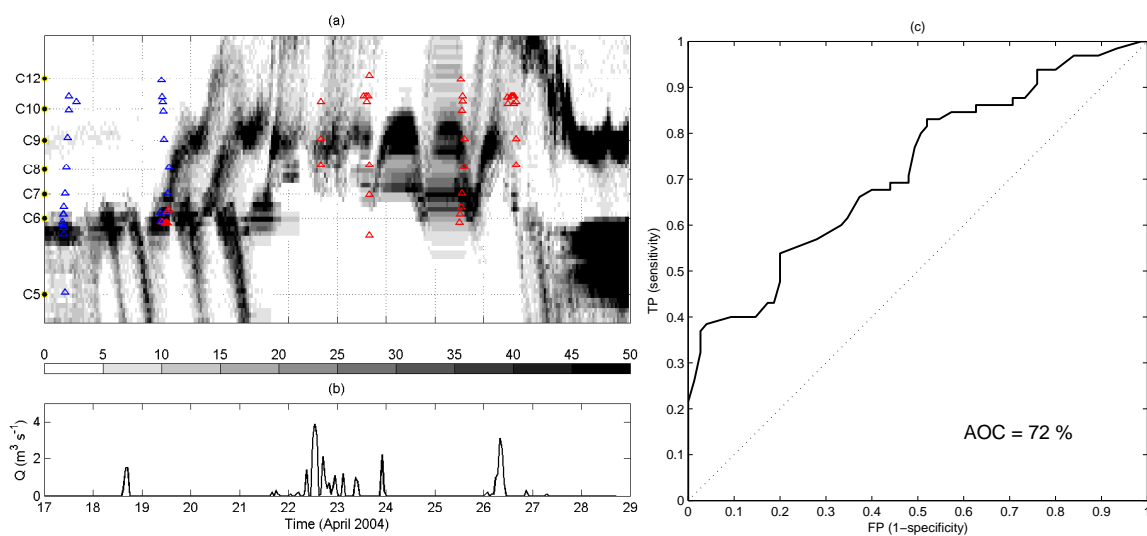 (a)
C12
C10
C9
C8
C7
C6
C5
0 5 10 15 20 25 30 35 40 45 50
(b)
Q (m³ s⁻¹)
4
2
0
17 18 19 20 21 22 23 24 25 26 27 28 29
Time (April 2004)
(c)
TP (sensitivity)
1
0.9
0.8
0.7
0.6
0.5
0.4
0.3
0.2
0.1
0
AOC = 72 %
0 0.1 0.2 0.3 0.4 0.5 0.6 0.7 0.8 0.9 1
FP (1−specificity)